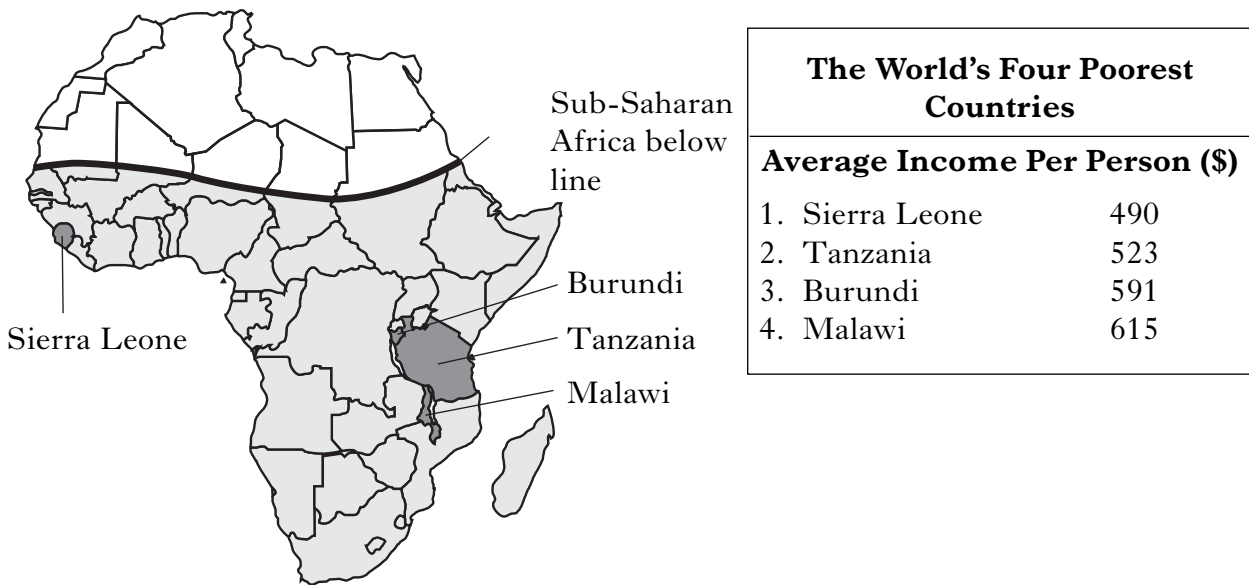 Sub-Saharan
Africa below
line
Burundi
Tanzania
Malawi
Sierra Leone
The World's Four Poorest
Countries
Average Income Per Person ($)
1. Sierra Leone 490
2. Tanzania 523
3. Burundi 591
4. Malawi 615